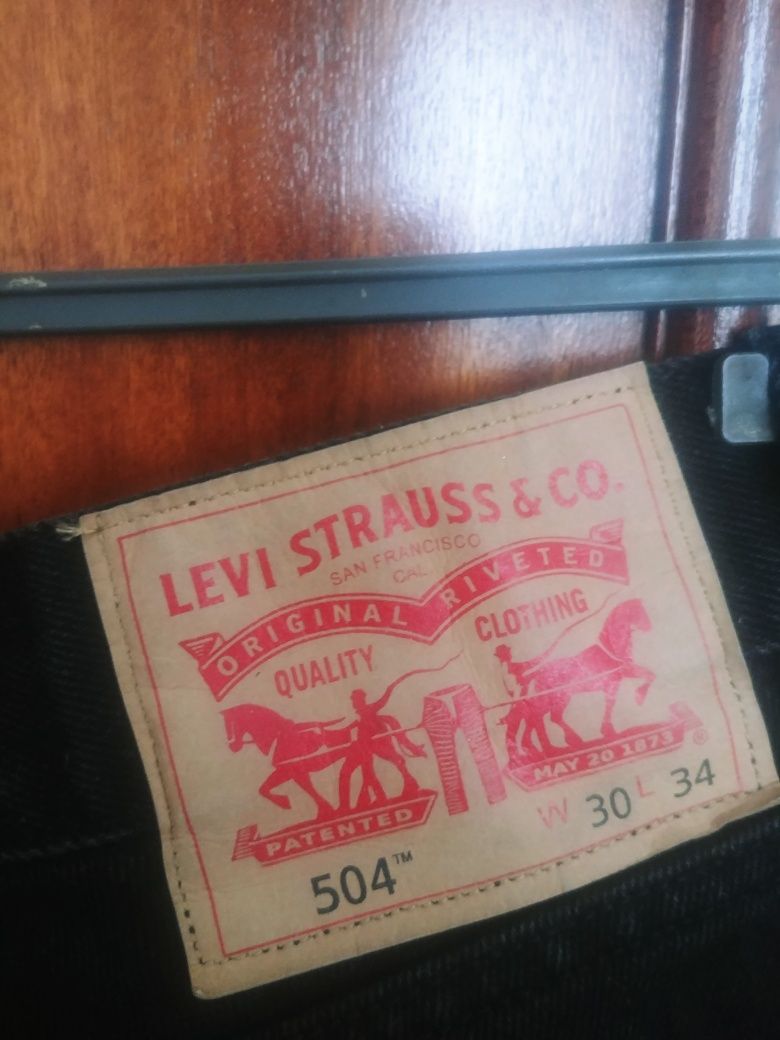 LEVI STRAUSS & CO.
SAN FRANCISCO
CAL
ORIGINAL RIVETED
QUALITY CLOTHING
PATENTED MAY 20 1873 ®
504™ W 30 L 34